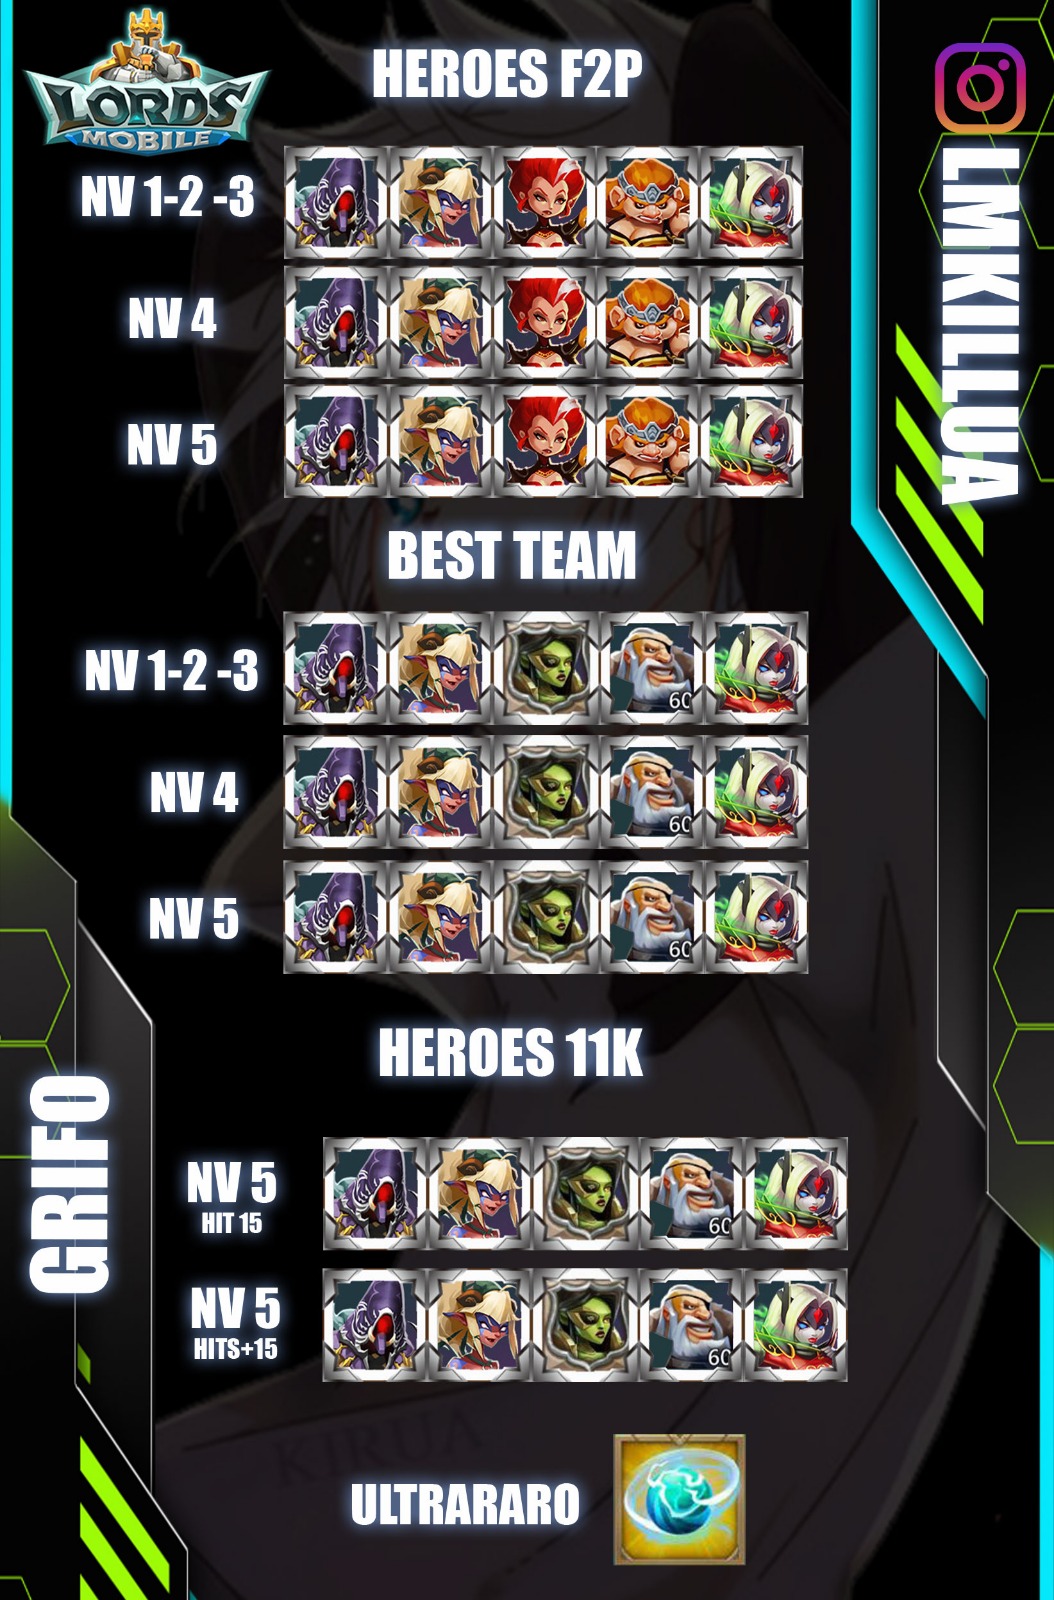 LORDS
MOBILE
HEROES F2P
LMKILLUA
NV 1-2 -3
NV 4
NV 5
BEST TEAM
NV 1-2 -3
60
NV 4
60
NV 5
60
HEROES 11K
GRIFO
NV 5
HIT 15
60
NV 5
HITS+15
60
KIRUA
ULTRARARO